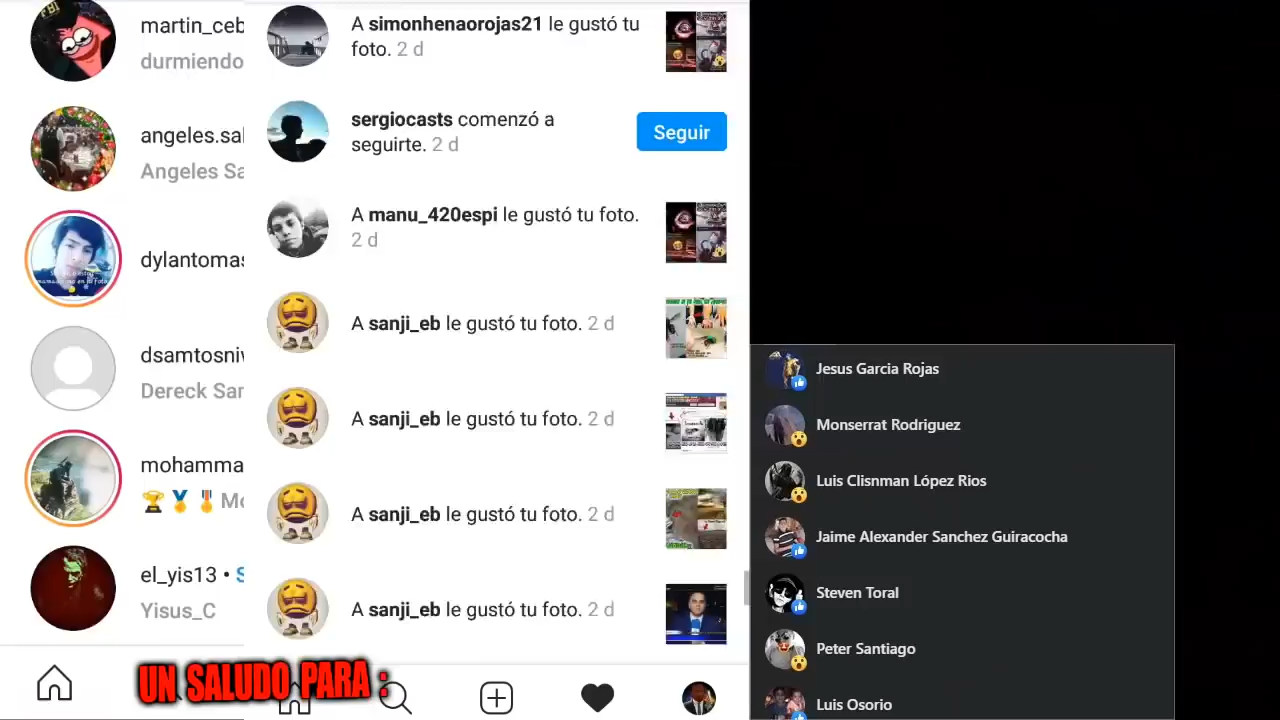 martin_ceb
durmiendo
angeles.sal
Angeles Sa
dylantomas
dsamtosniv
Dereck Sar
mohamma
el_yis13 •
Yisus_C
A simonhenaorojas21 le gustó tu
foto. 2 d
sergiocasts comenzó a
seguirte. 2 d
Seguir
A manu_420espi le gustó tu foto.
2 d
A sanji_eb le gustó tu foto. 2 d
A sanji_eb le gustó tu foto. 2 d
A sanji_eb le gustó tu foto. 2 d
A sanji_eb le gustó tu foto. 2 d
UN SALUDO PARA :
Jesus Garcia Rojas
Monserrat Rodriguez
Luis Clisnman López Rios
Jaime Alexander Sanchez Guiracocha
Steven Toral
Peter Santiago
Luis Osorio